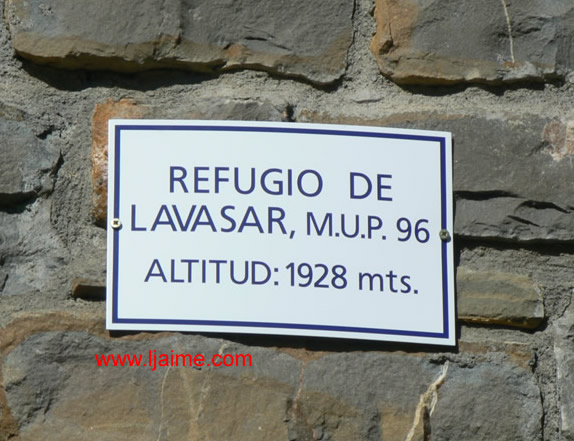 REFUGIO DE
LAVASAR, M.U.P. 96
ALTITUD: 1928 mts.
www.ljaime.com